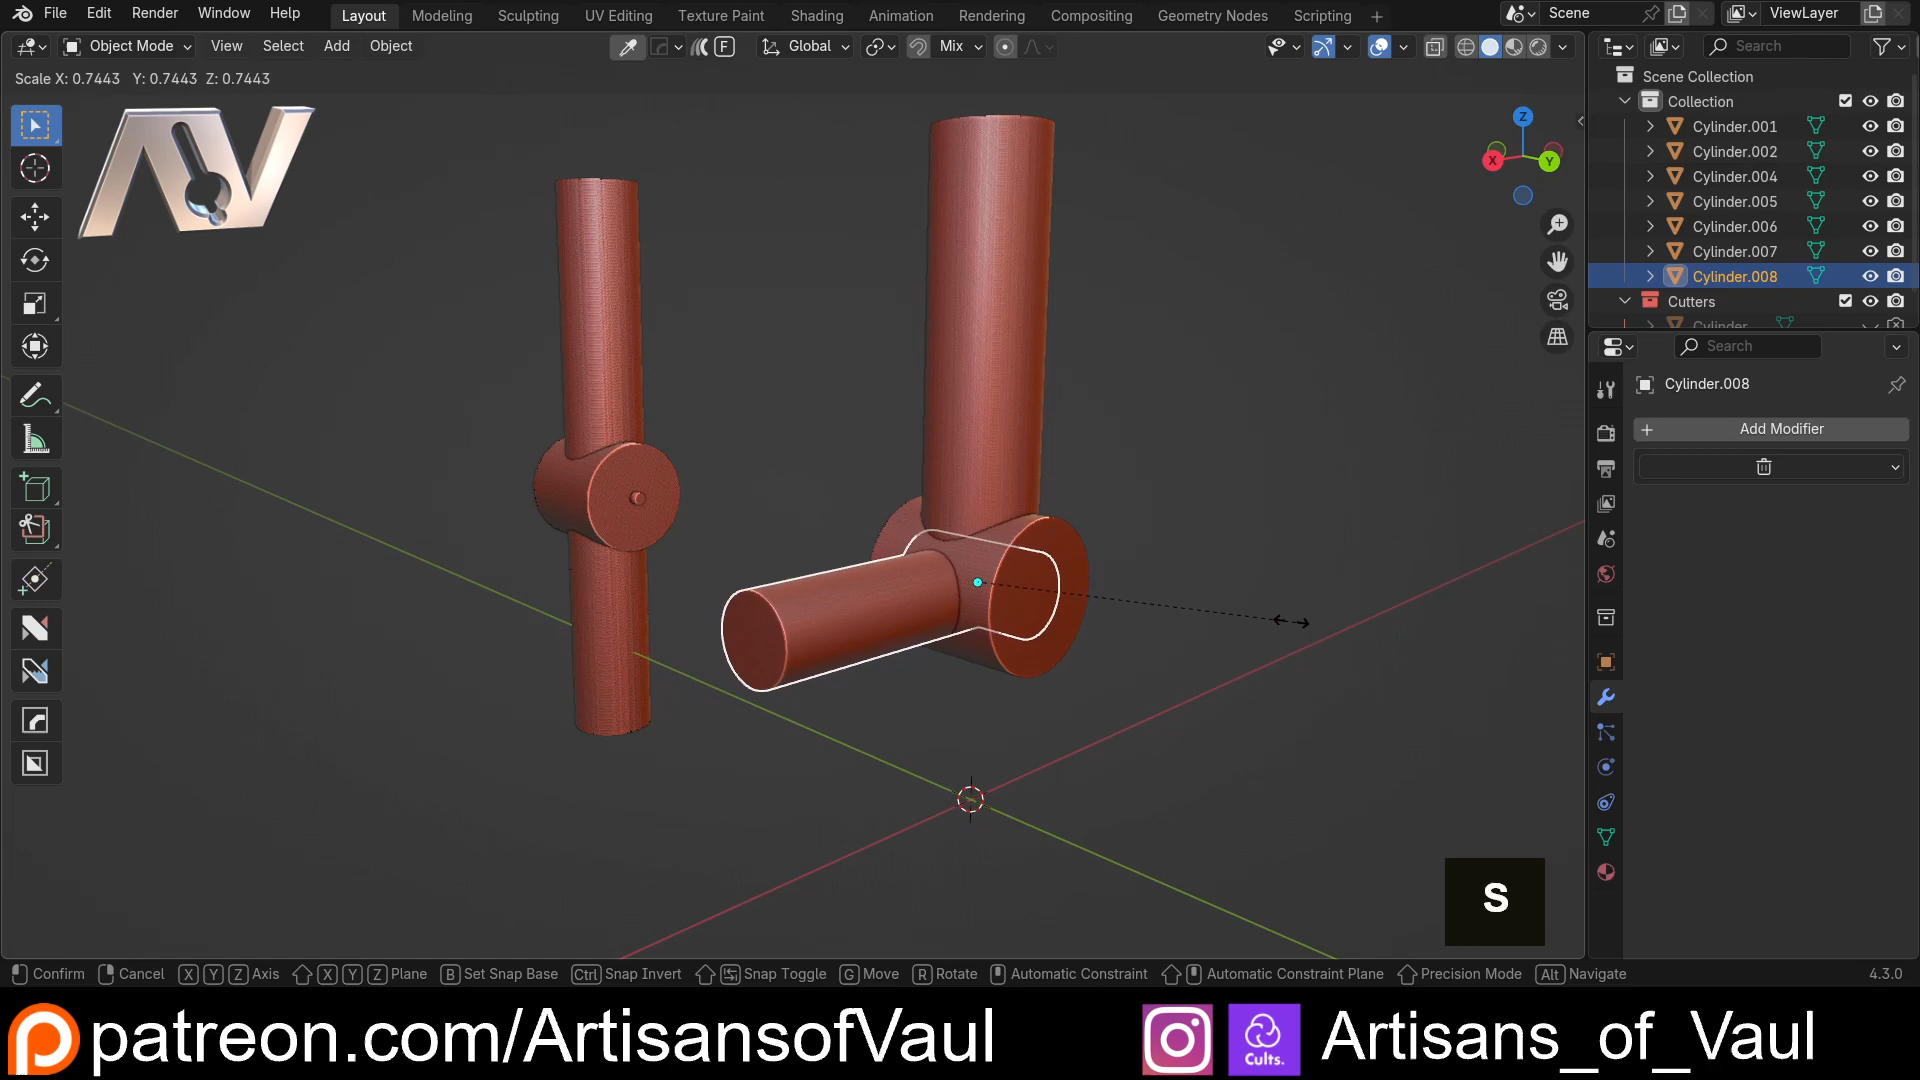 File Edit Render Window Help Layout Modeling Sculpting UV Editing Texture Paint Shading Animation Rendering Compositing Geometry Nodes Scripting + Scene ViewLayer
Object Mode View Select Add Object F Global Mix Search
Scale X: 0.7443 Y: 0.7443 Z: 0.7443
Scene Collection
Collection
Cylinder.001
Cylinder.002
Cylinder.004
Cylinder.005
Cylinder.006
Cylinder.007
Cylinder.008
Cutters
Cylinder
Search
Cylinder.008
+ Add Modifier
Z
X
Y
AV
S
Confirm Cancel X Y Z Axis X Y Z Plane B Set Snap Base Ctrl Snap Invert Snap Toggle G Move R Rotate Automatic Constraint Automatic Constraint Plane Precision Mode Alt Navigate 4.3.0
patreon.com/ArtisansofVaul Cults. Artisans_of_Vaul